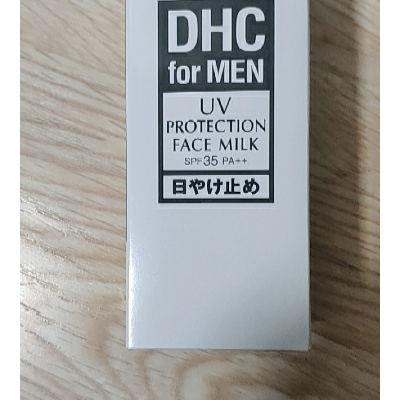 DHC
for MEN
UV
PROTECTION
FACE MILK
SPF35 PA++
日やけ止め